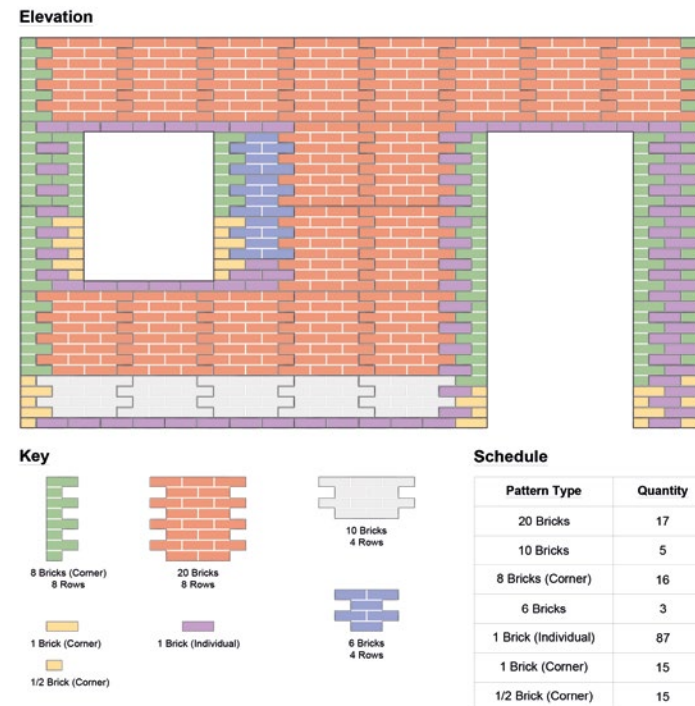 Elevation
Key
8 Bricks (Corner)
8 Rows
20 Bricks
8 Rows
10 Bricks
4 Rows
1 Brick (Corner)
1 Brick (Individual)
6 Bricks
4 Rows
1/2 Brick (Corner)
Schedule
Pattern Type Quantity
20 Bricks 17
10 Bricks 5
8 Bricks (Corner) 16
6 Bricks 3
1 Brick (Individual) 87
1 Brick (Corner) 15
1/2 Brick (Corner) 15